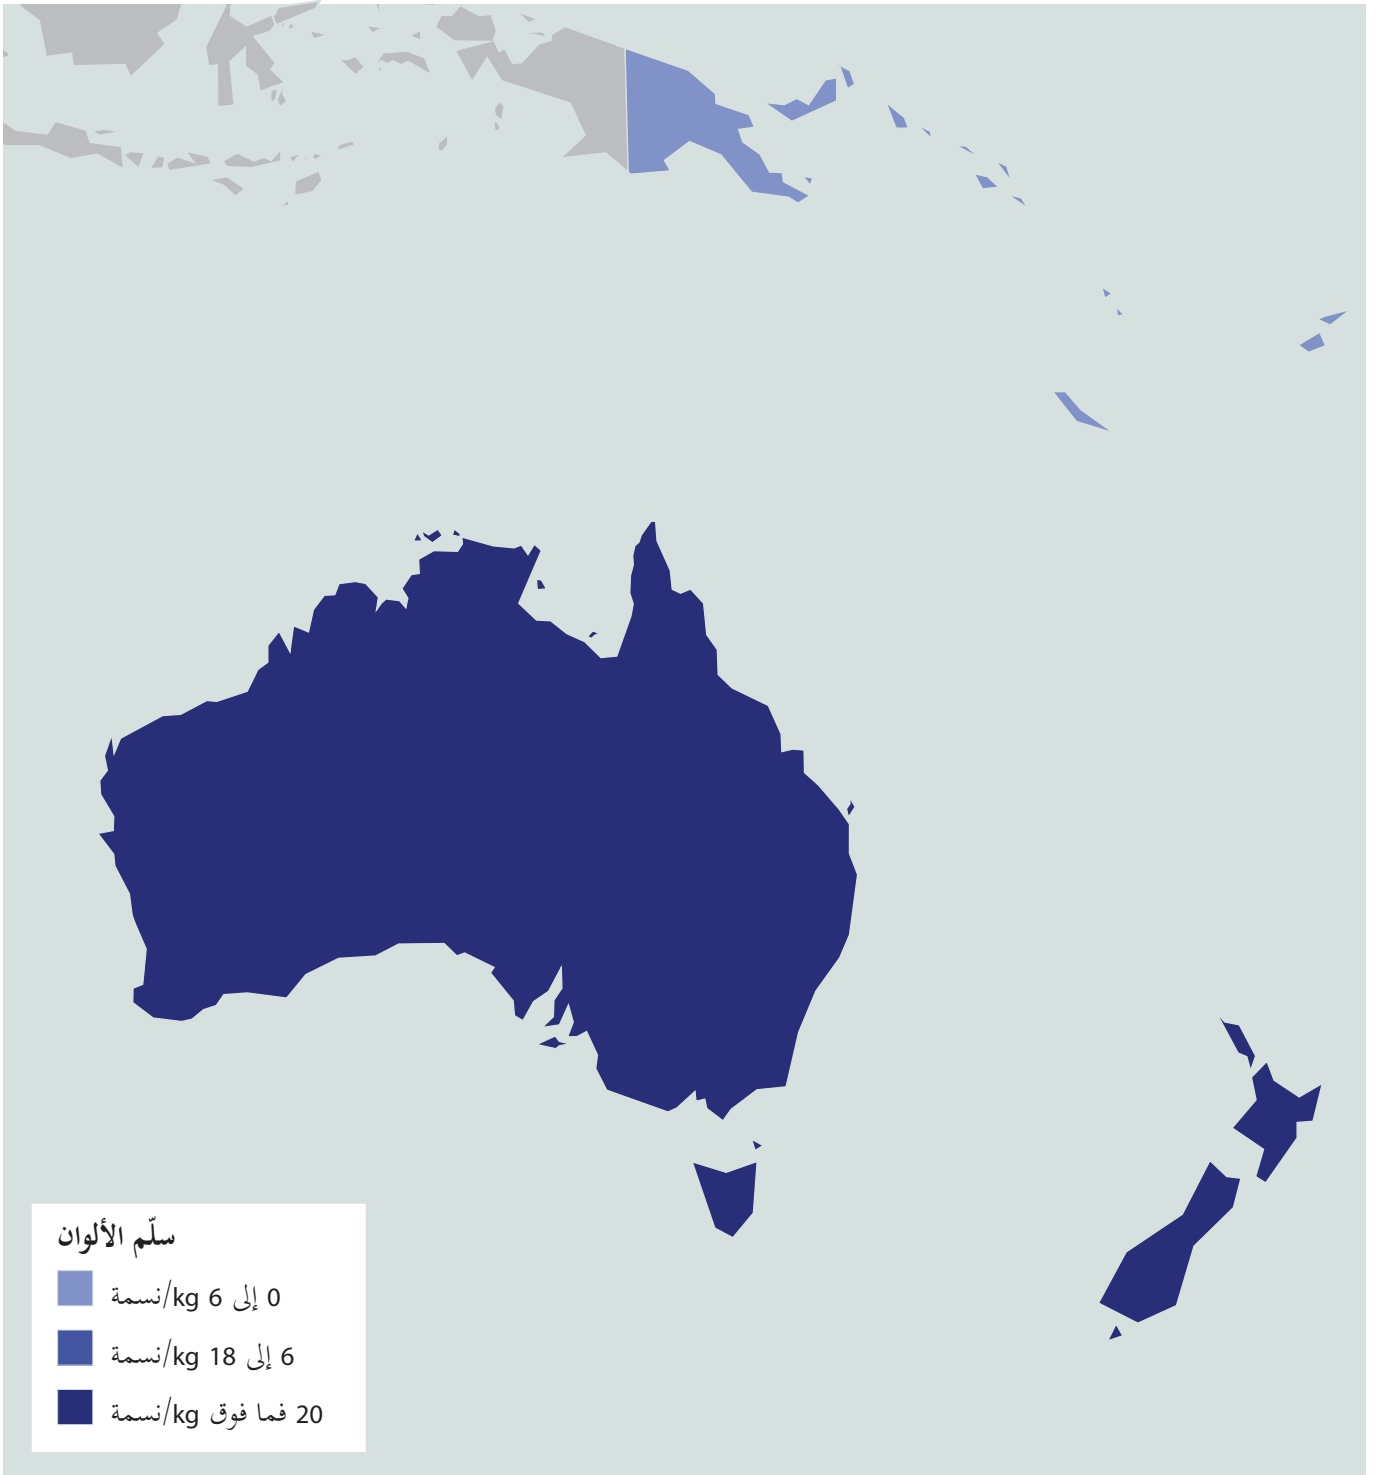 سلّم الألوان
0 إلى 6 kg/نسمة
6 إلى 18 kg/نسمة
20 فما فوق kg/نسمة